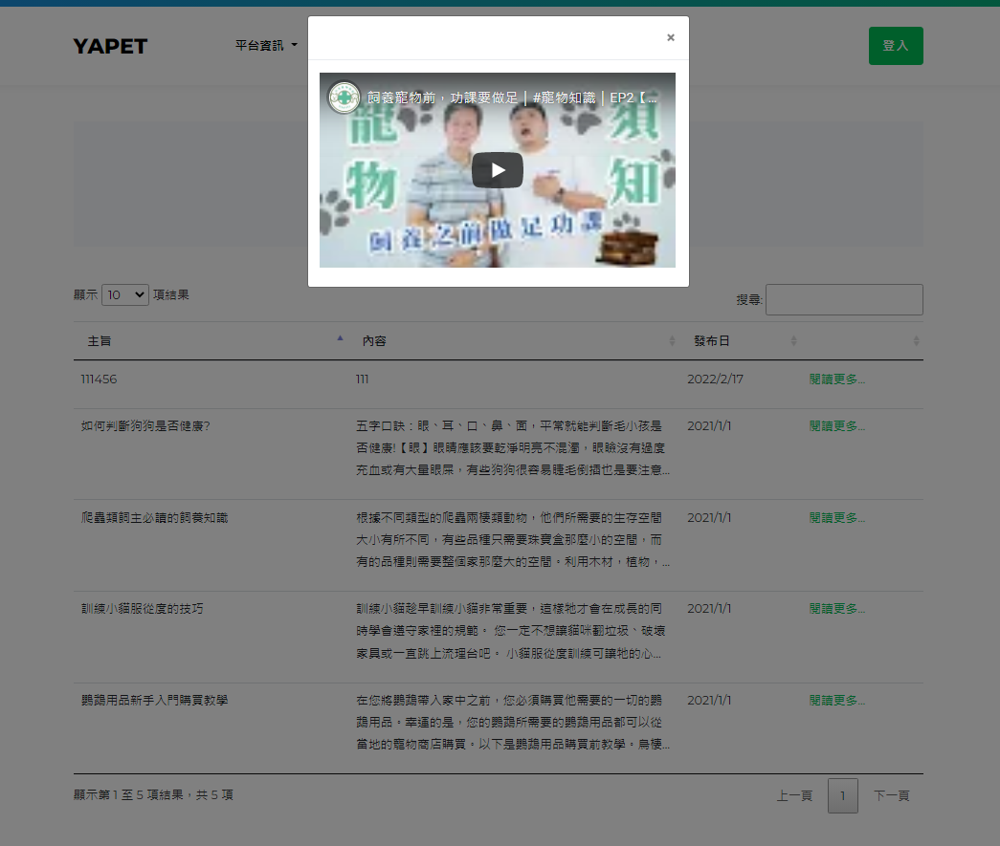 YAPET
平台資訊
登入
×
飼養寵物前，功課要做足｜#寵物知識｜EP2【...
寵物
須知
飼養之前做足功課
顯示 10 項結果
搜尋:
主旨 內容 發布日
111456 111 2022/2/17 閱讀更多...
如何判斷狗狗是否健康? 五字口訣：眼、耳、口、鼻、面，平常就能判斷毛小孩是 2021/1/1 閱讀更多...
否健康!【眼】眼睛應該要乾淨明亮不混濁，眼瞼沒有過度
充血或有大量眼屎，有些狗狗很容易睫毛倒插也是要注意...
爬蟲類飼主必讀的飼養知識 根據不同類型的爬蟲兩棲類動物，他們所需要的生存空間 2021/1/1 閱讀更多...
大小有所不同，有些品種只需要珠寶盒那麼小的空間，而
有的品種則需要整個家那麼大的空間。利用木材，植物，...
訓練小貓服從度的技巧 訓練小貓趁早訓練小貓非常重要，這樣牠才會在成長的同 2021/1/1 閱讀更多...
時學會遵守家裡的規範。 您一定不想讓貓咪翻垃圾、破壞
家具或一直跳上流理台吧。 小貓服從度訓練可讓牠的心...
鸚鵡用品新手入門購買教學 在您將鸚鵡帶入家中之前，您必須購買他需要的一切的鸚 2021/1/1 閱讀更多...
鵡用品。幸運的是，您的鸚鵡所需要的鸚鵡用品都可以從
當地的寵物商店購買。以下是鸚鵡用品購買前教學。鳥棲...
顯示第 1 至 5 項結果，共 5 項
上一頁 1 下一頁